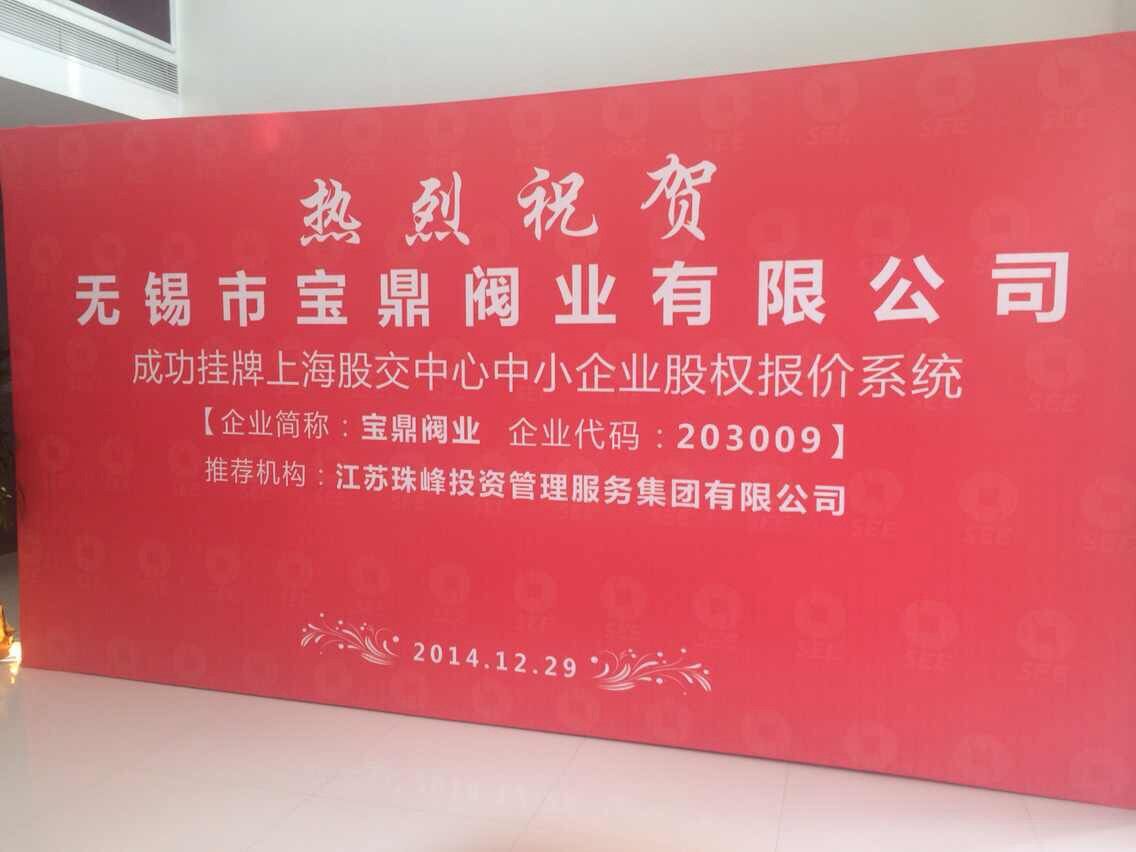 热烈祝贺
无锡市宝鼎阀业有限公司
成功挂牌上海股交中心中小企业股权报价系统
【企业简称：宝鼎阀业 企业代码：203009】
推荐机构：江苏珠峰投资管理服务集团有限公司
2014.12.29
SEE